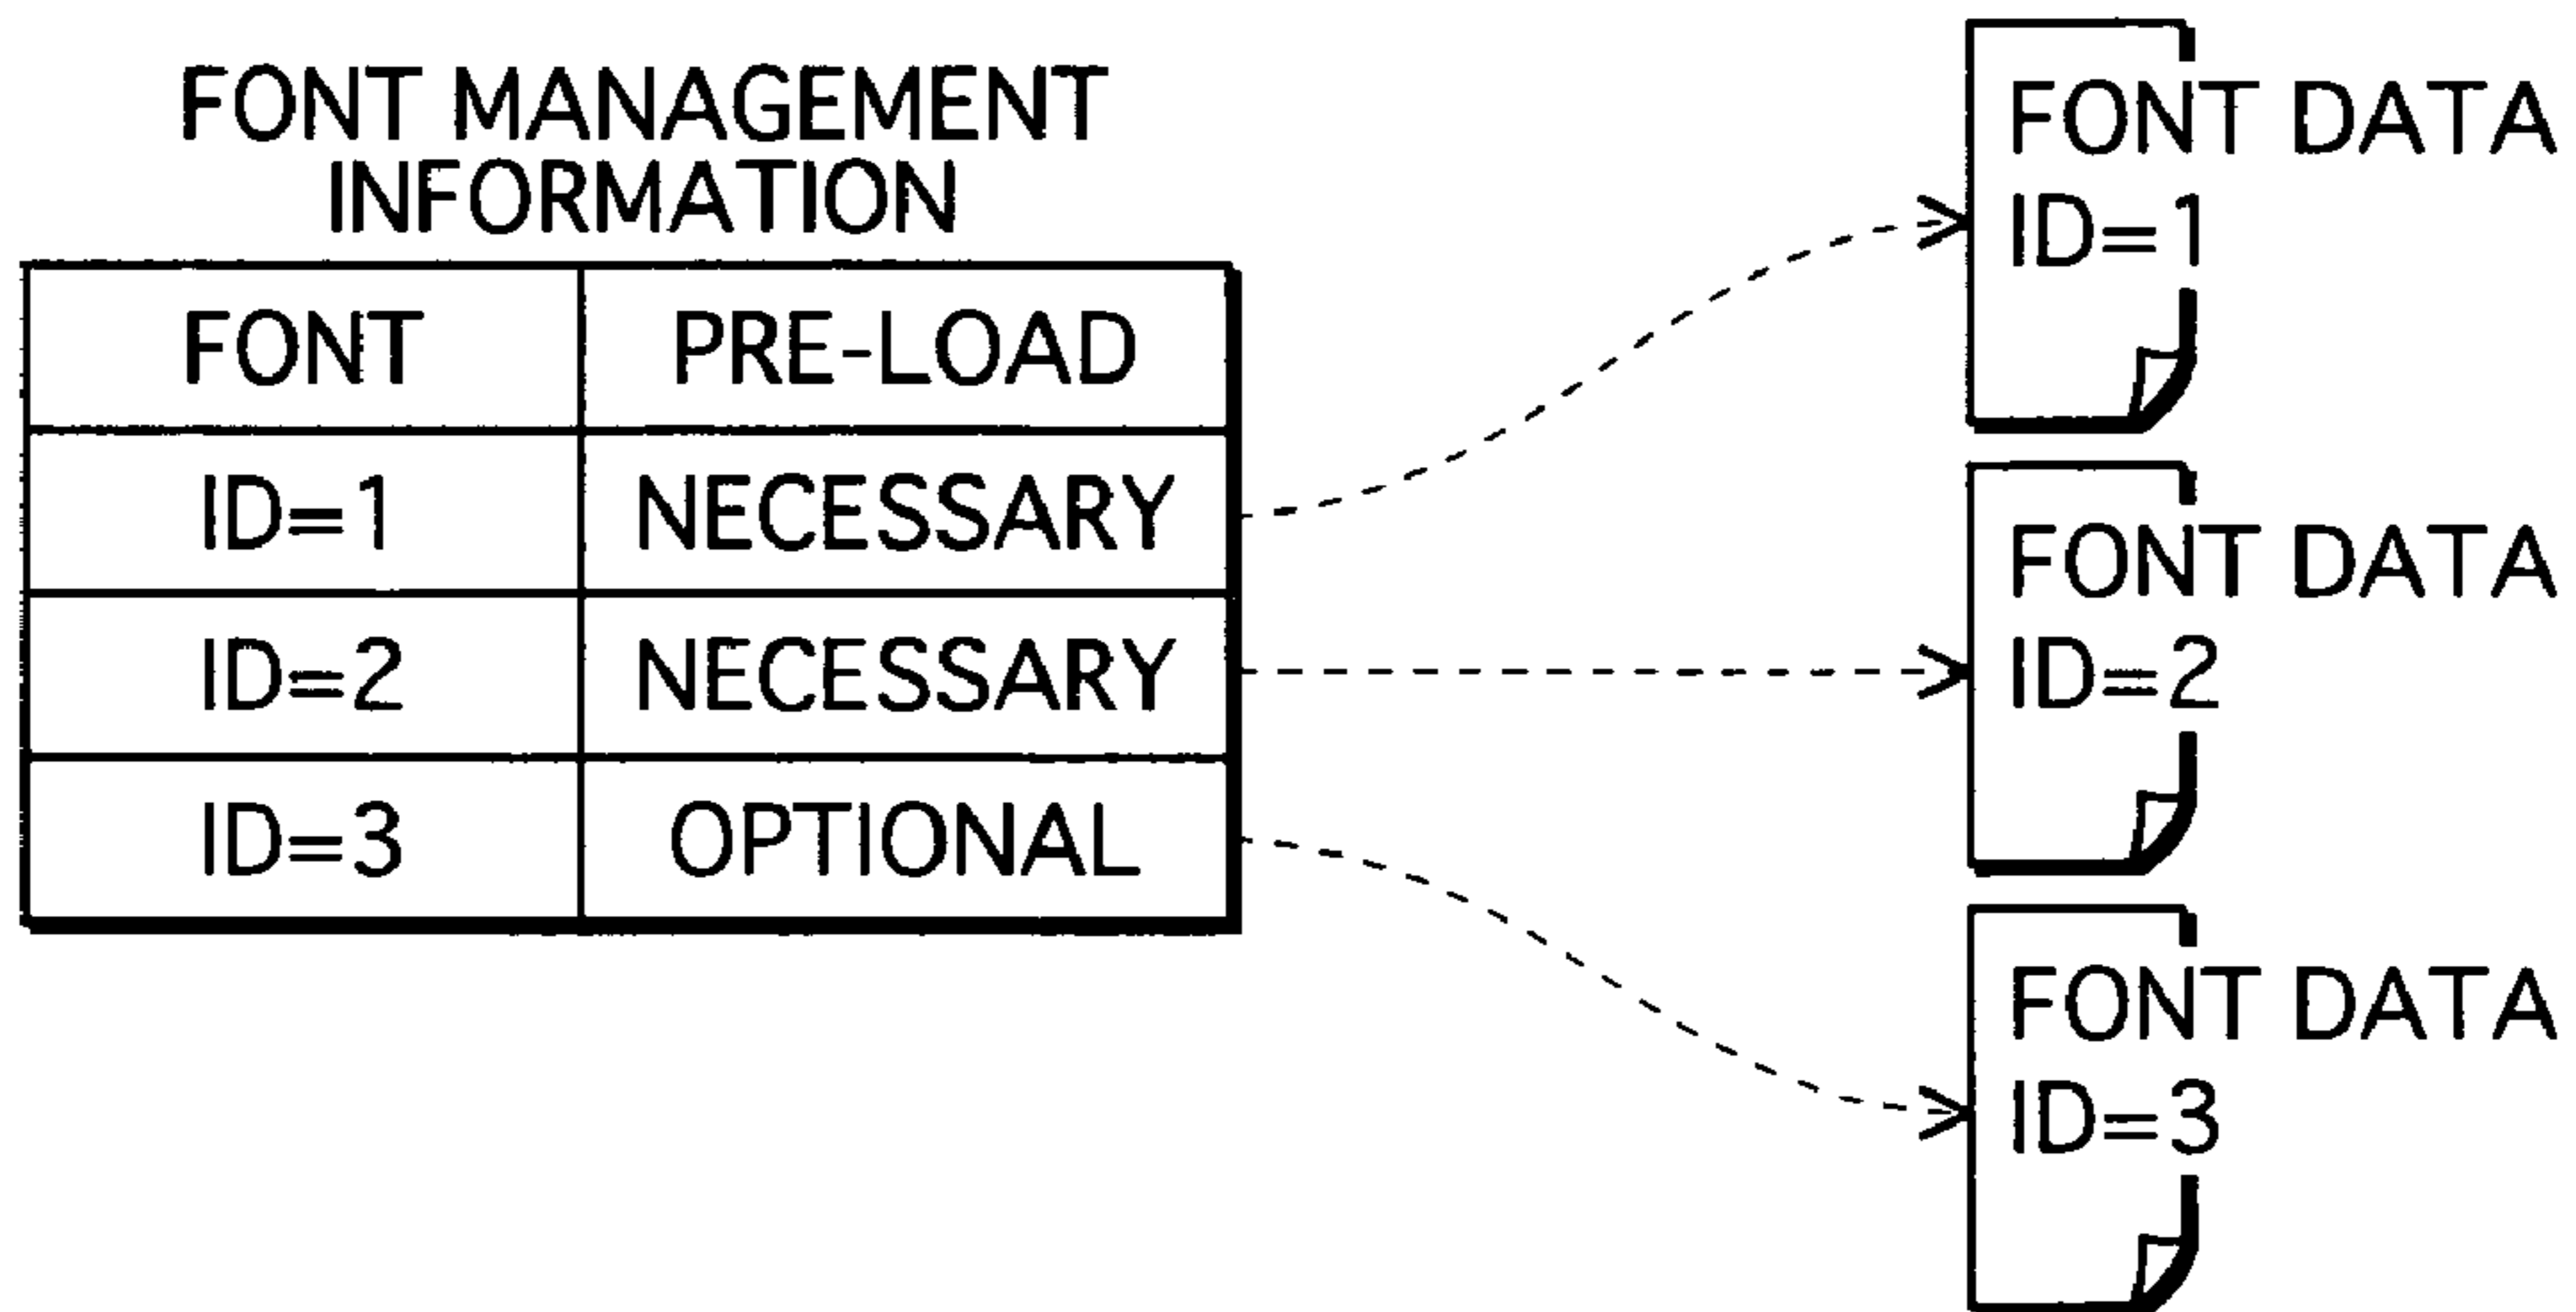 FONT MANAGEMENT
INFORMATION
FONT PRE-LOAD
ID=1 NECESSARY
ID=2 NECESSARY
ID=3 OPTIONAL
FONT DATA
ID=1
FONT DATA
ID=2
FONT DATA
ID=3